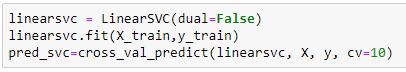 linearsvc = LinearSVC(dual=False)
linearsvc.fit(X_train,y_train)
pred_svc=cross_val_predict(linearsvc, X, y, cv=10)